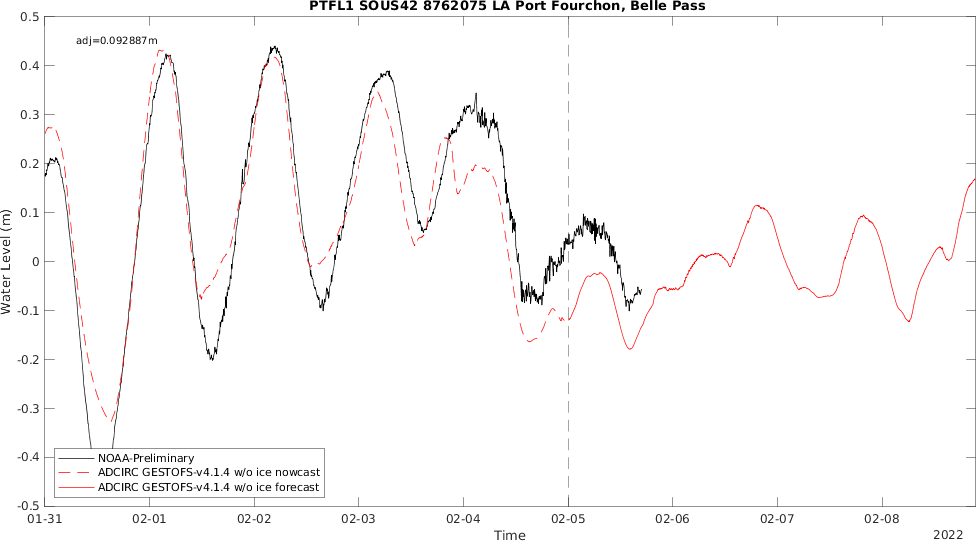 PTFL1 SOUS42 8762075 LA Port Fourchon, Belle Pass
adj=0.092887m
Water Level (m)
0.5
0.4
0.3
0.2
0.1
0
-0.1
-0.2
-0.3
-0.4
-0.5
NOAA-Preliminary
ADCIRC GESTOFS-v4.1.4 w/o ice nowcast
ADCIRC GESTOFS-v4.1.4 w/o ice forecast
01-31 02-01 02-02 02-03 02-04 02-05 02-06 02-07 02-08
Time
2022